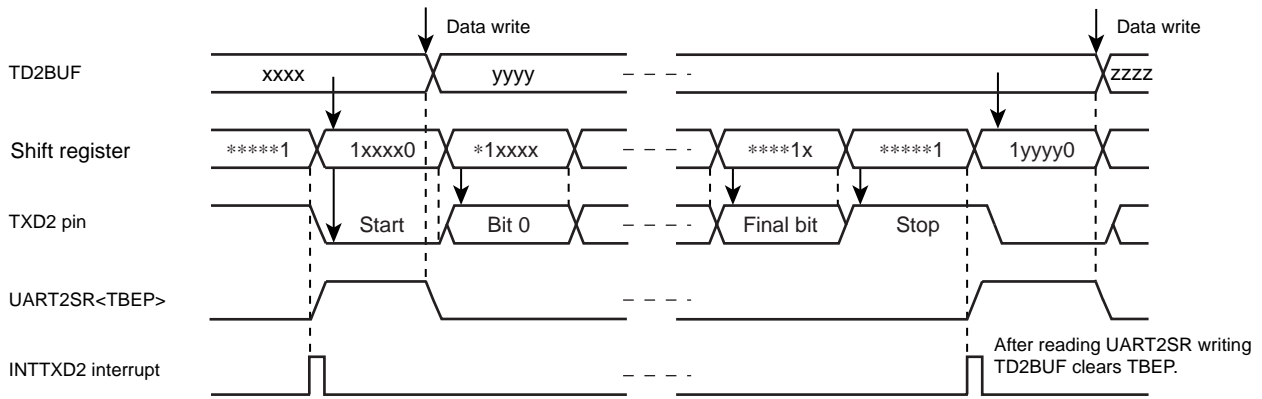 Data write Data write
TD2BUF xxxx yyyy zzzz
Shift register *****1 1xxxx0 *1xxxx ****1x *****1 1yyyy0
TXD2 pin Start Bit 0 Final bit Stop
UART2SR<TBEP>
After reading UART2SR writing
INTTXD2 interrupt TD2BUF clears TBEP.